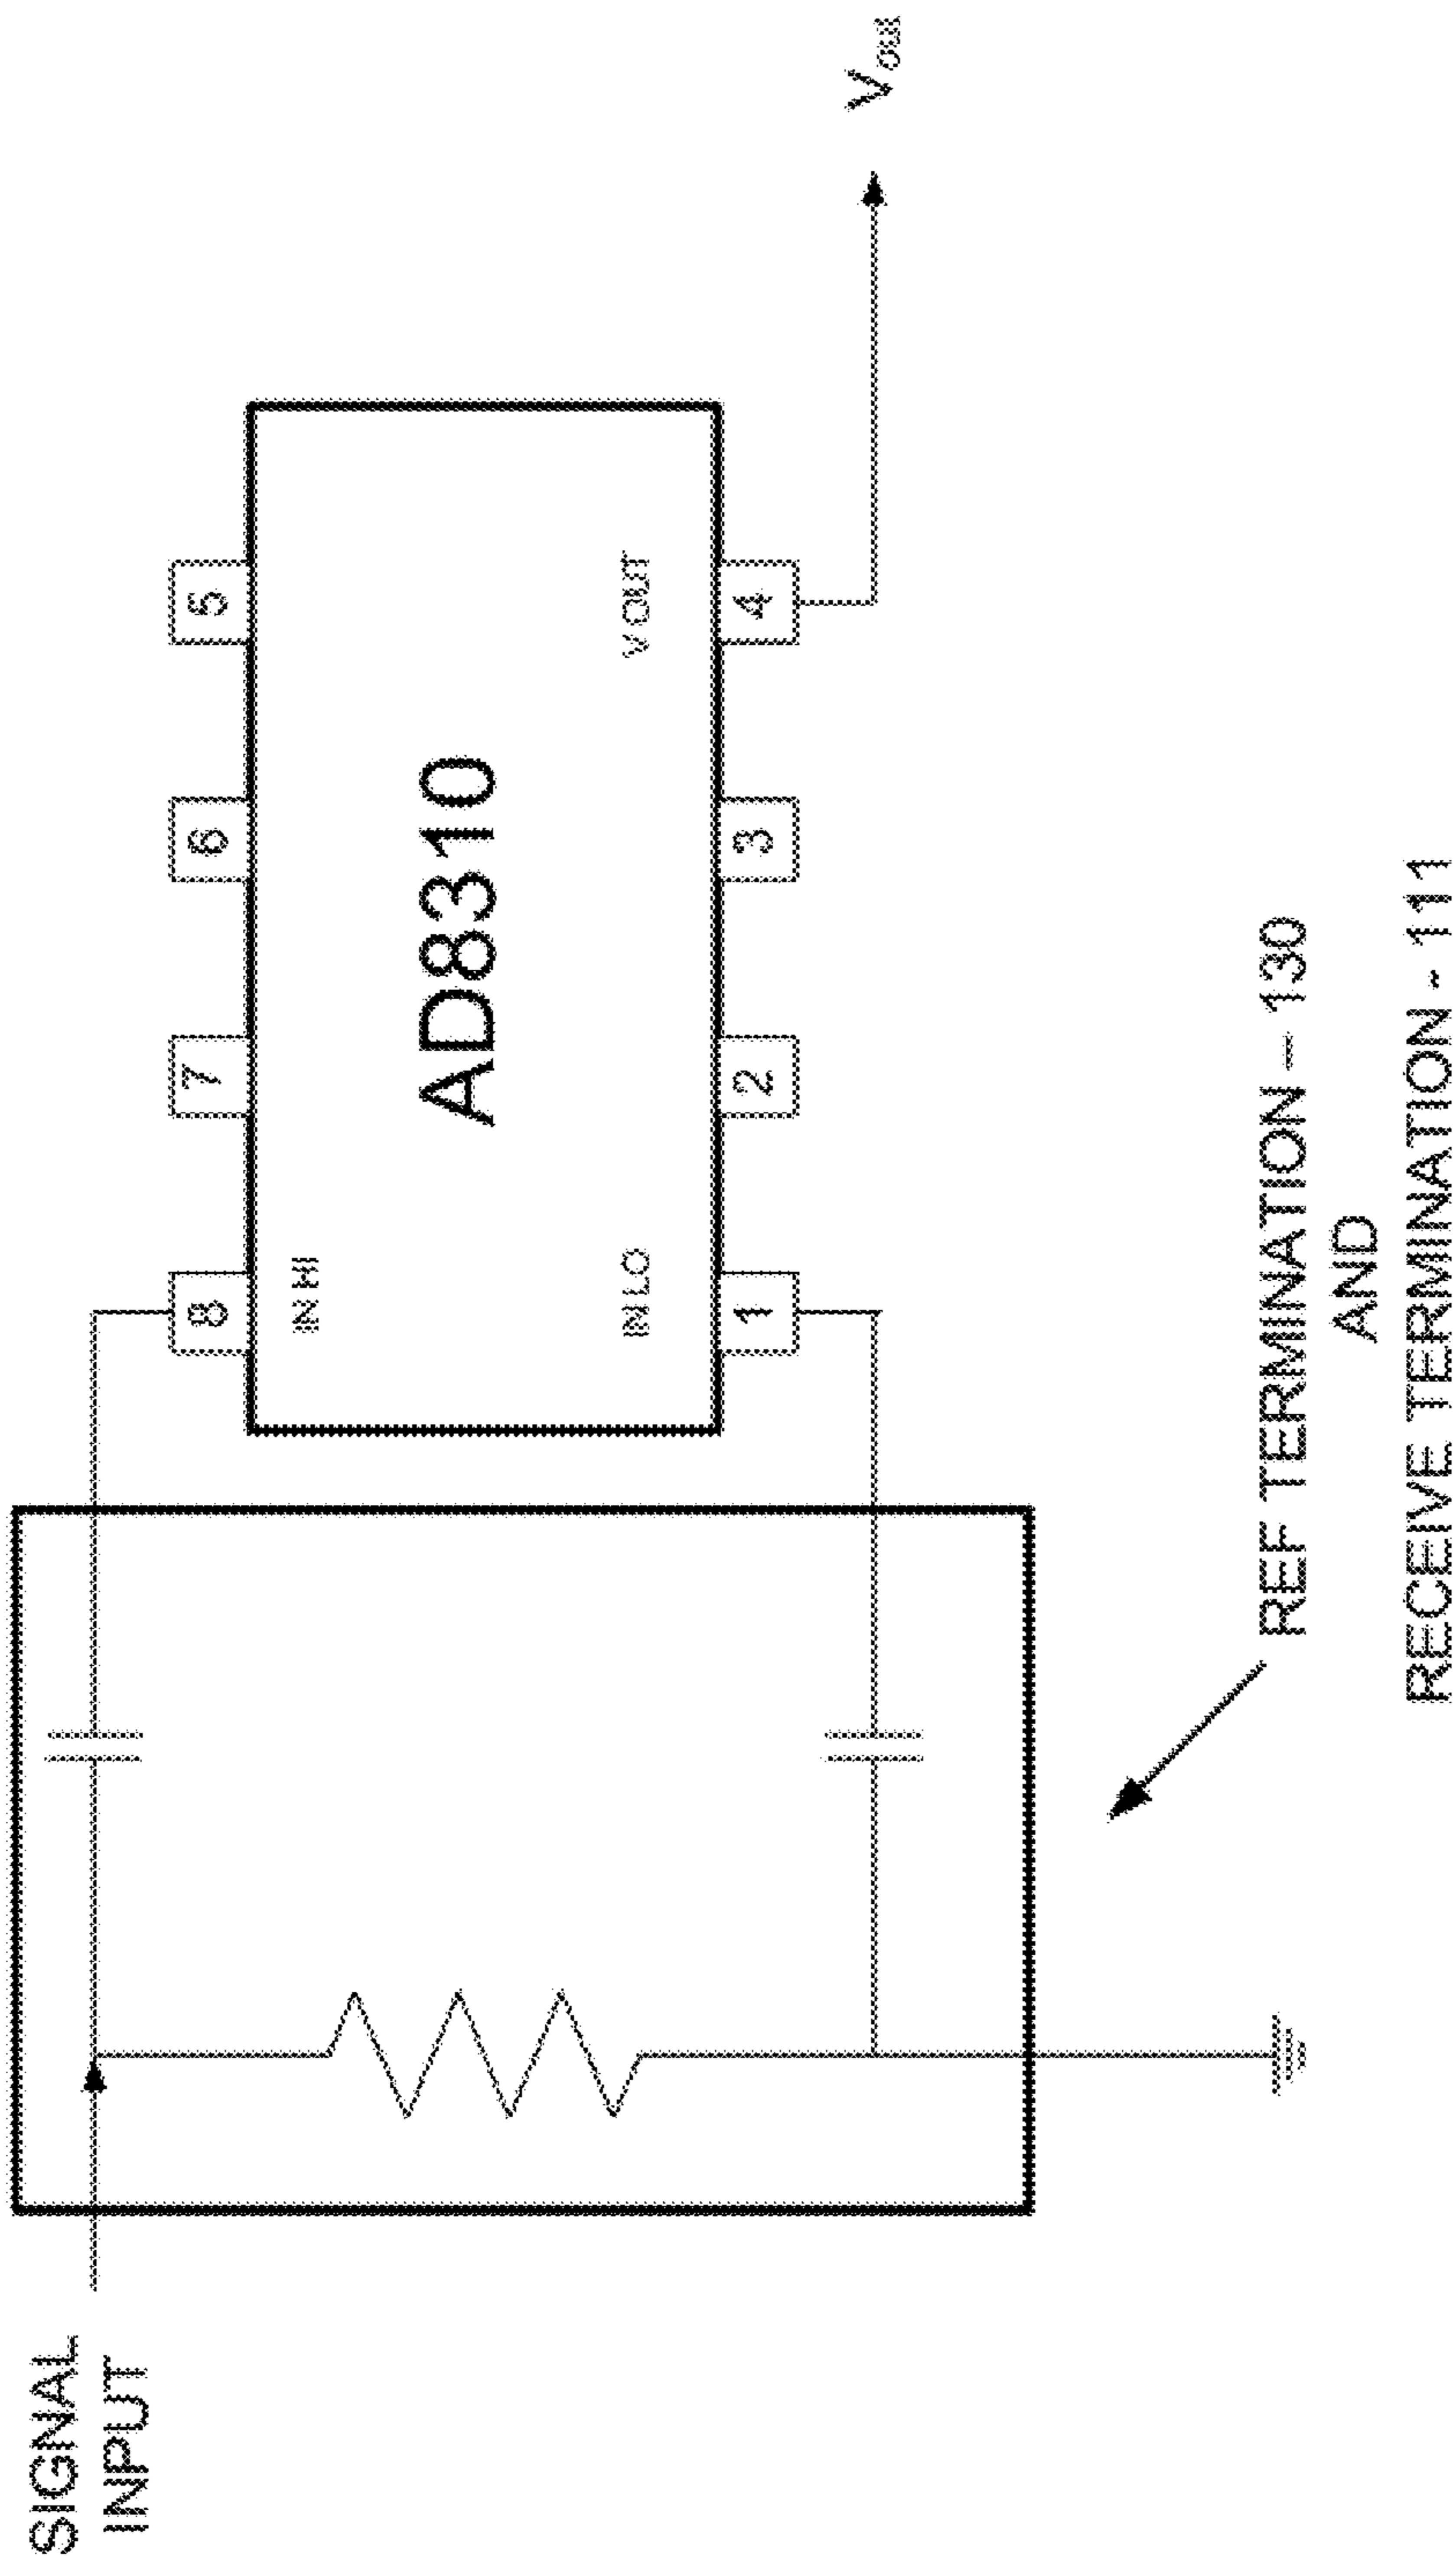 SIGNAL
INPUT
8
7
6
5
IN HI
AD8310
IN LO
V OUT
1
2
3
4
Vout
REF TERMINATION – 130
AND
RECEIVE TERMINATION - 111